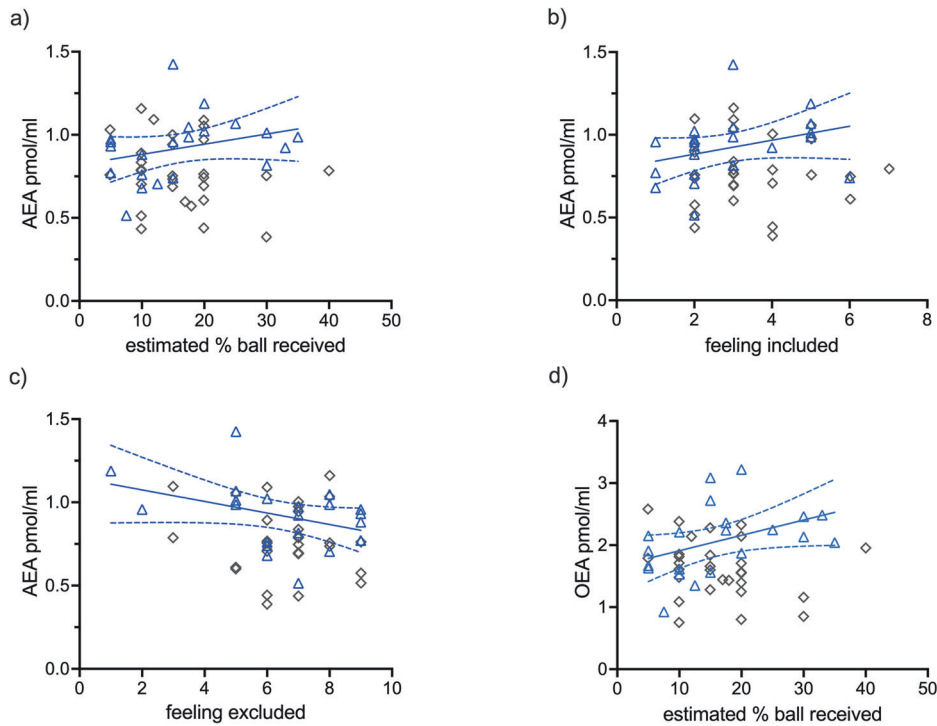 a)
AEA pmol/ml
1.5
1.0
0.5
0.0
0 10 20 30 40 50
estimated % ball received
b)
AEA pmol/ml
1.5
1.0
0.5
0.0
0 2 4 6 8
feeling included
c)
AEA pmol/ml
1.5
1.0
0.5
0.0
0 2 4 6 8 10
feeling excluded
d)
OEA pmol/ml
4
3
2
1
0
0 10 20 30 40 50
estimated % ball received